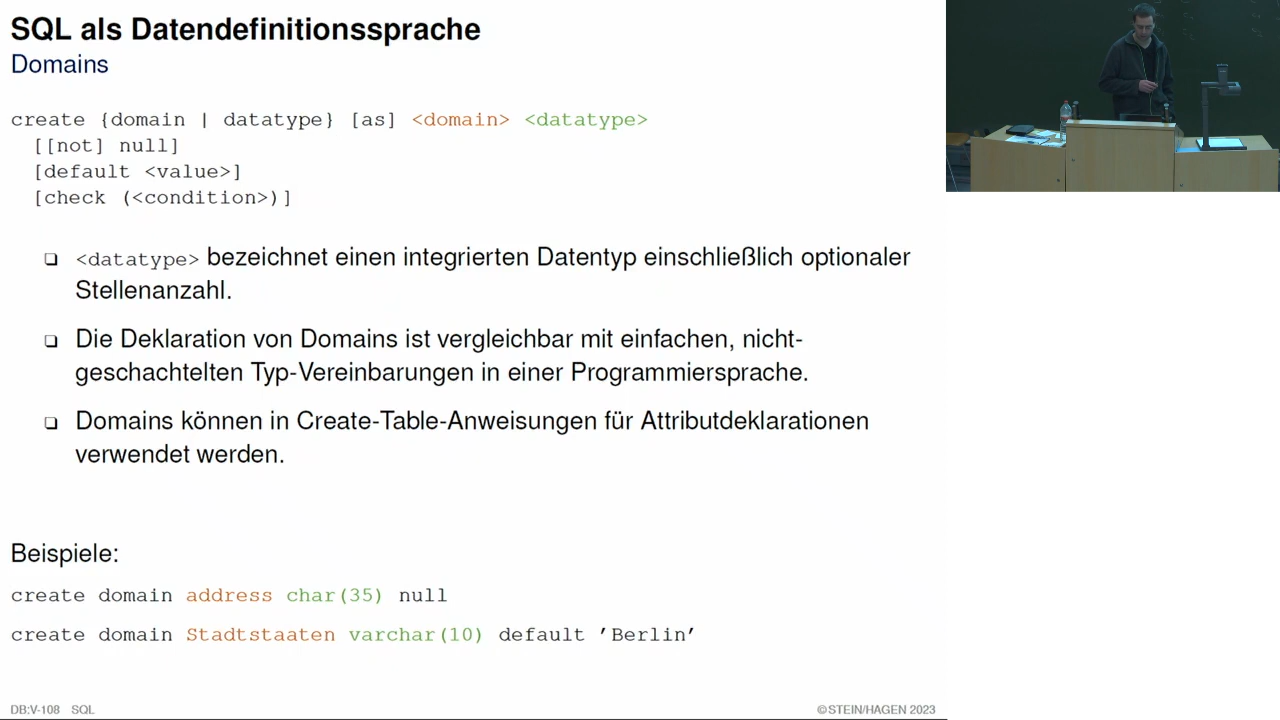 SQL als Datendefinitionssprache
Domains
create {domain | datatype} [as] <domain> <datatype>
[[not] null]
[default <value>]
[check (<condition>)]
❑ <datatype> bezeichnet einen integrierten Datentyp einschließlich optionaler
Stellenanzahl.
❑ Die Deklaration von Domains ist vergleichbar mit einfachen, nicht-
geschachtelten Typ-Vereinbarungen in einer Programmiersprache.
❑ Domains können in Create-Table-Anweisungen für Attributdeklarationen
verwendet werden.
Beispiele:
create domain address char(35) null
create domain Stadtstaaten varchar(10) default ’Berlin’
DB:V-108 SQL
©STEIN/HAGEN 2023